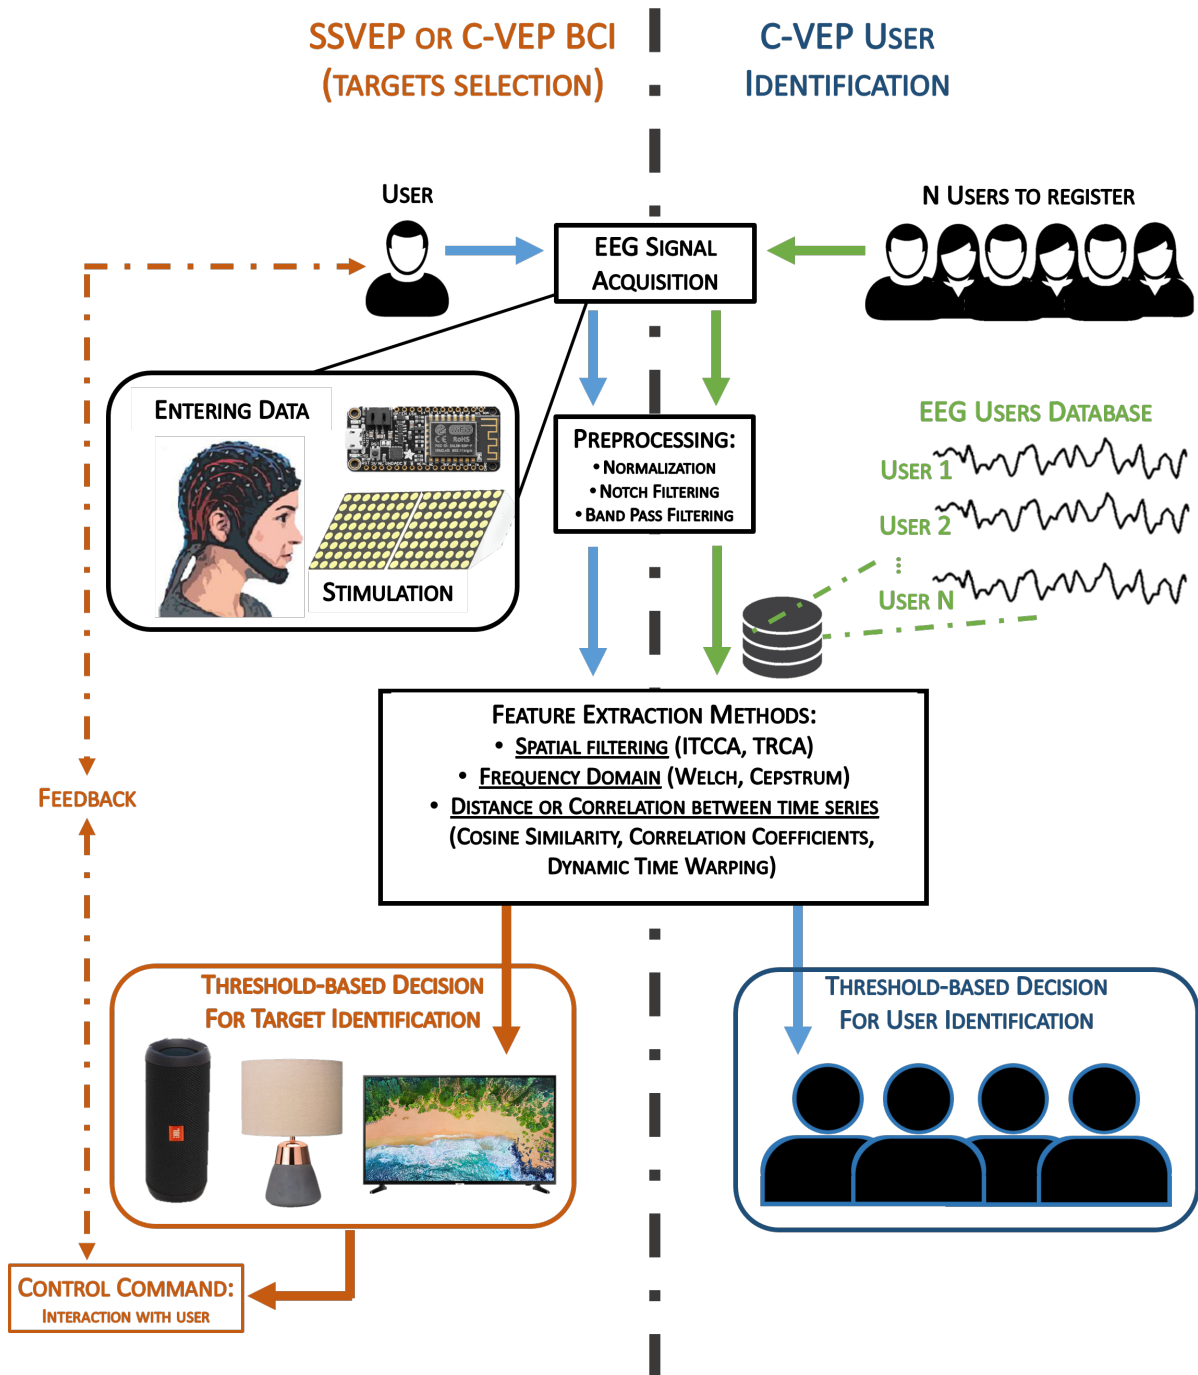 SSVEP OR C-VEP BCI
(TARGETS SELECTION)
C-VEP USER
IDENTIFICATION
USER
N USERS TO REGISTER
EEG SIGNAL
ACQUISITION
ENTERING DATA
STIMULATION
PREPROCESSING:
• NORMALIZATION
• NOTCH FILTERING
• BAND PASS FILTERING
EEG USERS DATABASE
USER 1
USER 2
USER N
FEATURE EXTRACTION METHODS:
• SPATIAL FILTERING (ITCCA, TRCA)
• FREQUENCY DOMAIN (WELCH, CEPSTRUM)
• DISTANCE OR CORRELATION BETWEEN TIME SERIES
(COSINE SIMILARITY, CORRELATION COEFFICIENTS,
DYNAMIC TIME WARPING)
FEEDBACK
THRESHOLD-BASED DECISION
FOR TARGET IDENTIFICATION
JBL
THRESHOLD-BASED DECISION
FOR USER IDENTIFICATION
CONTROL COMMAND:
INTERACTION WITH USER